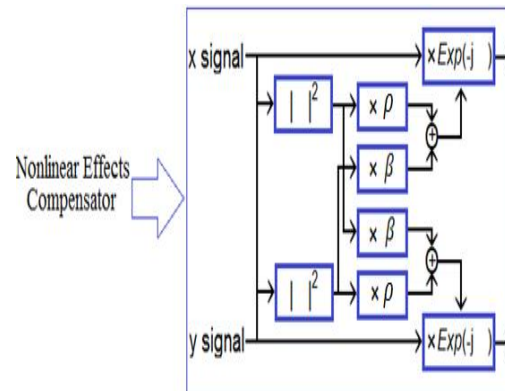 x signal
× Exp(-j )
| |²
× ρ
+
× β
Nonlinear Effects
Compensator
× β
+
| |²
× ρ
y signal
× Exp(-j )